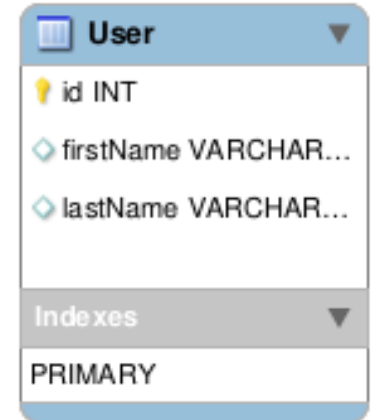 User
id INT
firstName VARCHAR...
lastName VARCHAR...
Indexes
PRIMARY